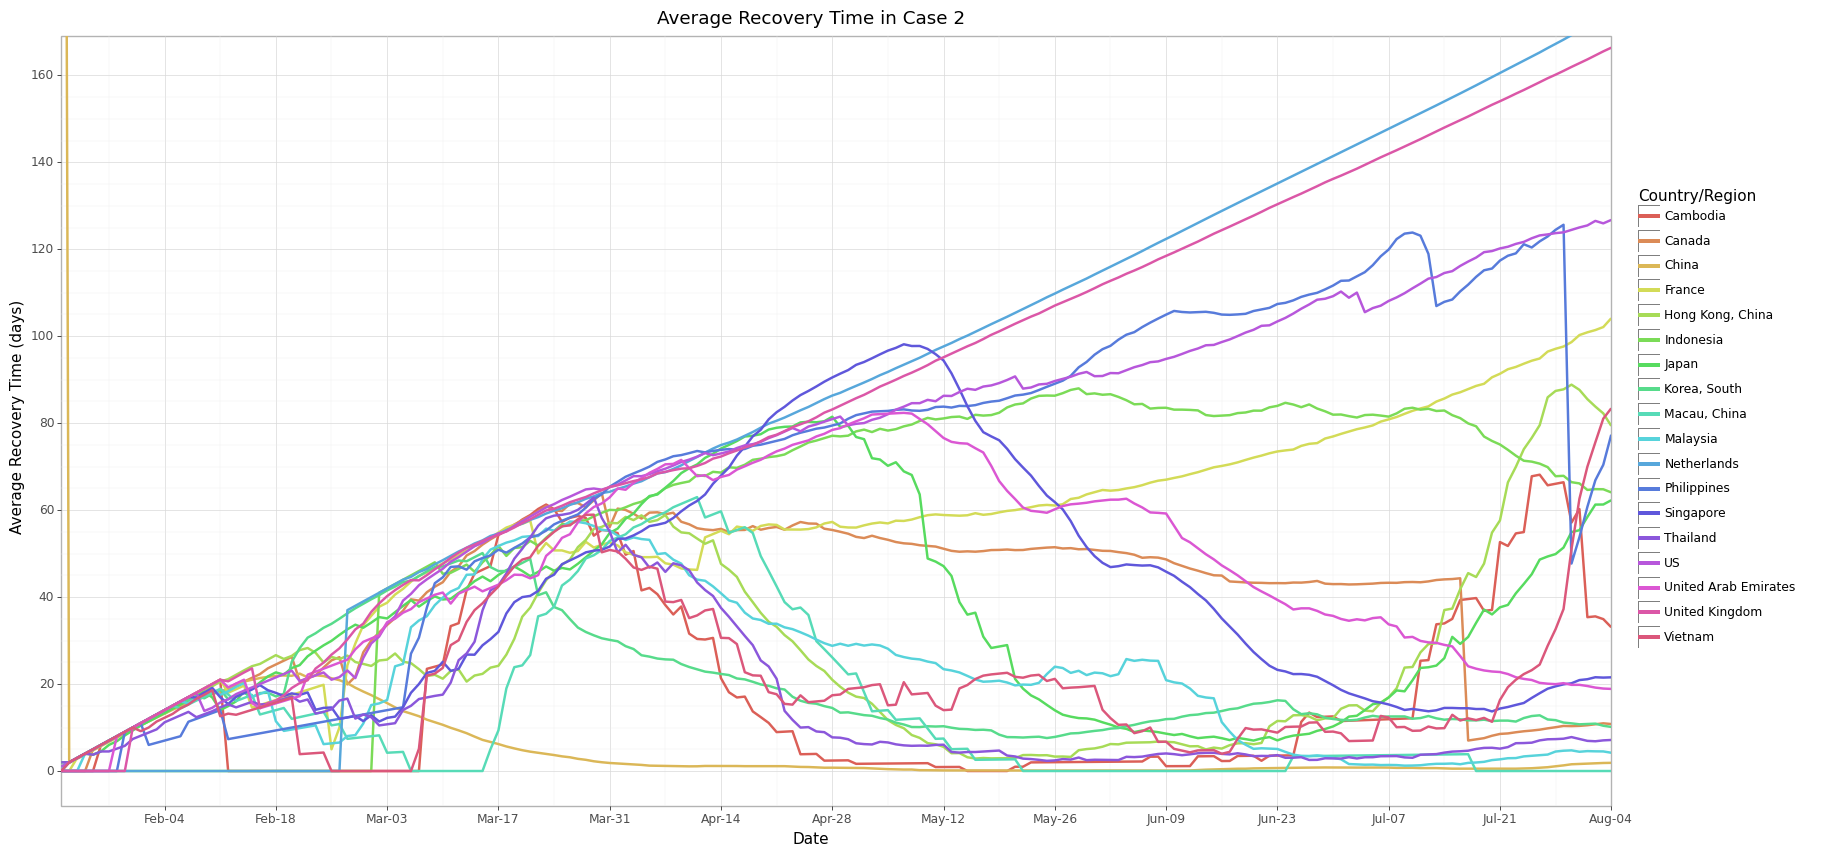 Average Recovery Time in Case 2
Average Recovery Time (days)
160
140
120
100
80
60
40
20
0
Feb-04 Feb-18 Mar-03 Mar-17 Mar-31 Apr-14 Apr-28 May-12 May-26 Jun-09 Jun-23 Jul-07 Jul-21 Aug-04
Date
Country/Region
Cambodia
Canada
China
France
Hong Kong, China
Indonesia
Japan
Korea, South
Macau, China
Malaysia
Netherlands
Philippines
Singapore
Thailand
US
United Arab Emirates
United Kingdom
Vietnam